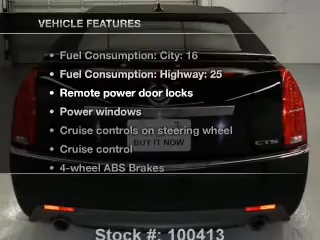 VEHICLE FEATURES
• Fuel Consumption: City: 16
• Fuel Consumption: Highway: 25
• Remote power door locks
• Power windows
• Cruise controls on steering wheel
BUY IT NOW
CTS
• Cruise control
• 4-wheel ABS Brakes
Stock #: 100413